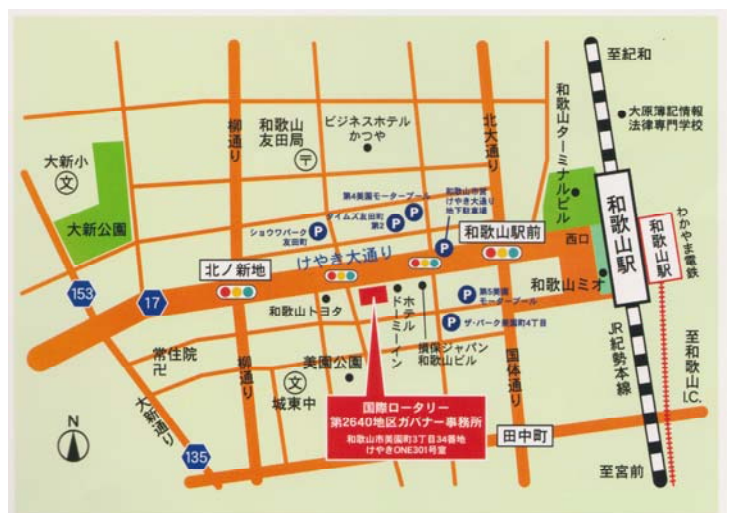 至紀和
大原簿記情報
法律専門学校
和歌山ターミナルビル
北大通り
柳通り
和歌山
友田局
〒
ビジネスホテル
かつや
大新小
文
大新公園
第4美園モータープール
タイムズ友田町
第2
P
P
ショウワパーク
友田町
P
和歌山市営
けやき大通り
地下駐車場
P
和歌山駅前
西口
和歌山駅
和歌山駅
わかやま電鉄
けやき大通り
北ノ新地
153
17
和歌山トヨタ
ホテル
ドーミーイン
損保ジャパン
和歌山ビル
第5美園
モータープール
P
ザ・パーク美園町4丁目
P
和歌山ミオ
JR紀勢本線
至和歌山
I.C.
常住院
卍
大新通り
柳通り
美園公園
文
城東中
国体通り
国際ロータリー
第2640地区ガバナー事務所
和歌山市美園町3丁目34番地
けやきONE301号室
田中町
N
135
至宮前